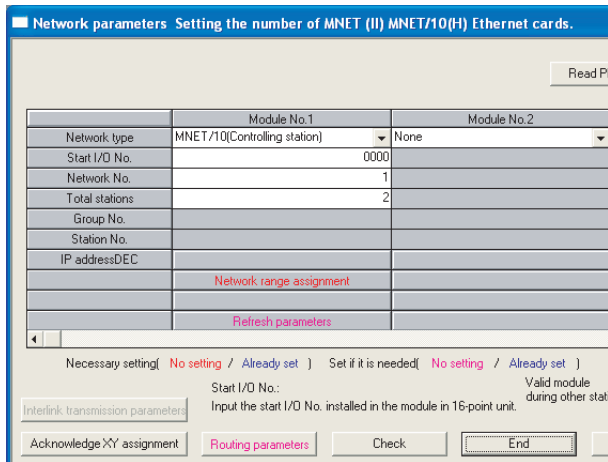 Network parameters Setting the number of MNET (II) MNET/10(H) Ethernet cards.
Read
Module No.1 Module No.2
Network type MNET/10(Controlling station) None
Start I/O No. 0000
Network No. 1
Total stations 2
Group No.
Station No.
IP addressDEC
Network range assignment
Refresh parameters
Necessary setting( No setting / Already set ) Set if it is needed( No setting / Already set )
Start I/O No.: Valid module
Interlink transmission parameters Input the start I/O No. installed in the module in 16-point unit. during other
Acknowledge XY assignment Routing parameters Check End